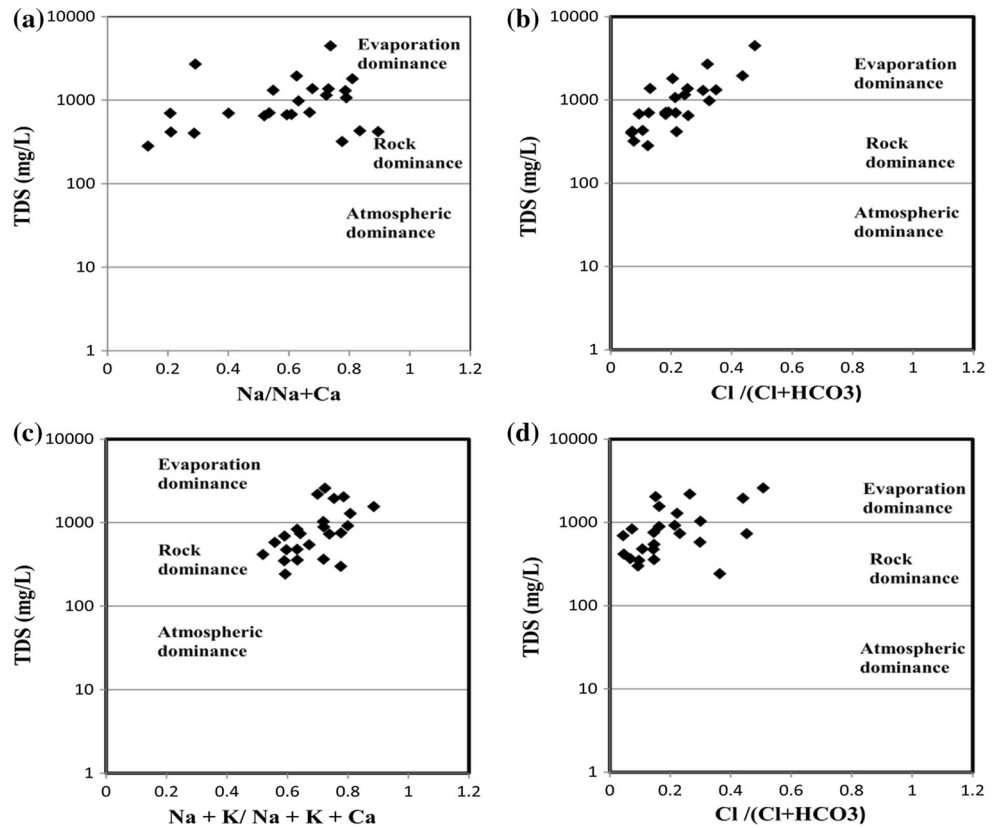 (a)
10000
1000
100
10
1
TDS (mg/L)
Evaporation
dominance
Rock
dominance
Atmospheric
dominance
0 0.2 0.4 0.6 0.8 1 1.2
Na/Na+Ca
(b)
10000
1000
100
10
1
TDS (mg/L)
Evaporation
dominance
Rock
dominance
Atmospheric
dominance
0 0.2 0.4 0.6 0.8 1 1.2
Cl /(Cl+HCO3)
(c)
10000
1000
100
10
1
TDS (mg/L)
Evaporation
dominance
Rock
dominance
Atmospheric
dominance
0 0.2 0.4 0.6 0.8 1 1.2
Na + K/ Na + K + Ca
(d)
10000
1000
100
10
1
TDS (mg/L)
Evaporation
dominance
Rock
dominance
Atmospheric
dominance
0 0.2 0.4 0.6 0.8 1 1.2
Cl /(Cl+HCO3)